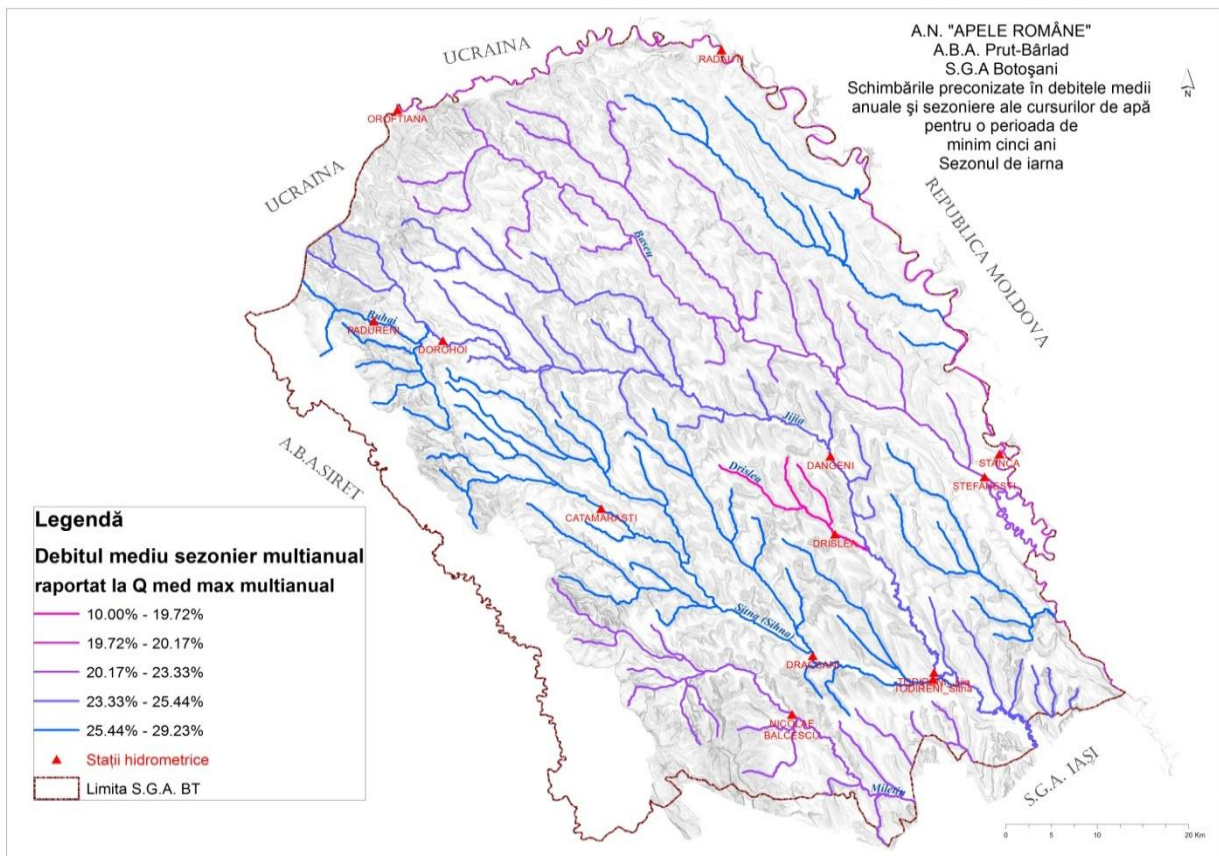 A.N. "APELE ROMÂNE"
A.B.A. Prut-Bârlad
S.G.A Botoşani
Schimbările preconizate în debitele medii
anuale şi sezoniere ale cursurilor de apă
pentru o perioada de
minim cinci ani
Sezonul de iarna
N
UCRAINA
UCRAINA
REPUBLICA MOLDOVA
A.B.A.SIRET
S.G.A. IAŞI
OROFTIANA
Baseu
Buhai
PADURENI
DOROHOI
Jijia
DANGENI
STANCA
STEFANESTI
Drislea
DRISLEA
CATAMARASTI
Sitna (Sihna)
DRACSANI
TODIRENI_Sitna
NICOLAE
BALCESCU
Miletin
Legendă
Debitul mediu sezonier multianual
raportat la Q med max multianual
10.00% - 19.72%
19.72% - 20.17%
20.17% - 23.33%
23.33% - 25.44%
25.44% - 29.23%
Staţii hidrometrice
Limita S.G.A. BT
0 5 10 20 Km